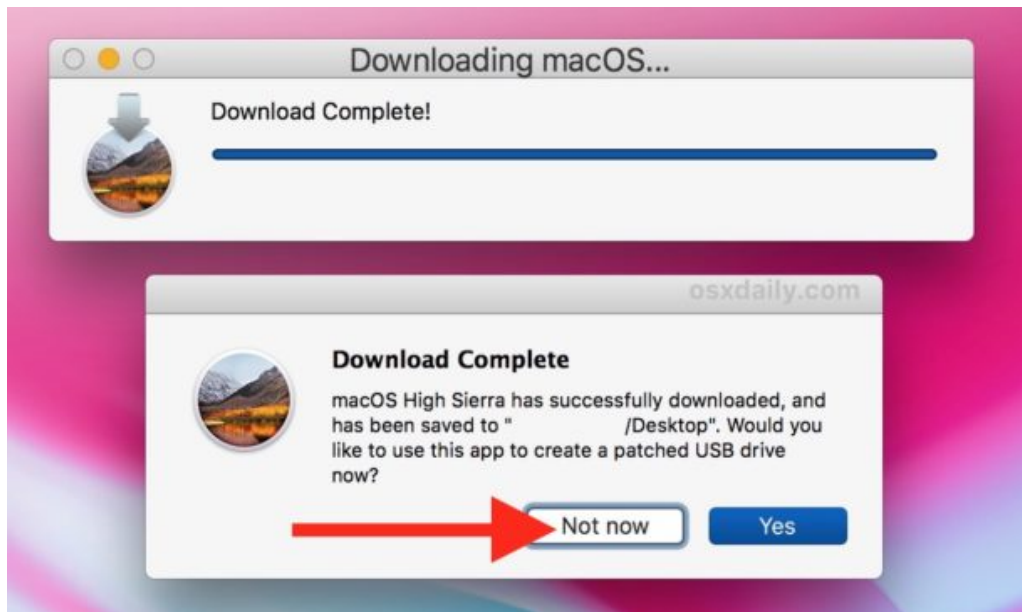 Downloading macOS...
Download Complete!
osxdaily.com
Download Complete
macOS High Sierra has successfully downloaded, and
has been saved to " /Desktop". Would you
like to use this app to create a patched USB drive
now?
Not now
Yes